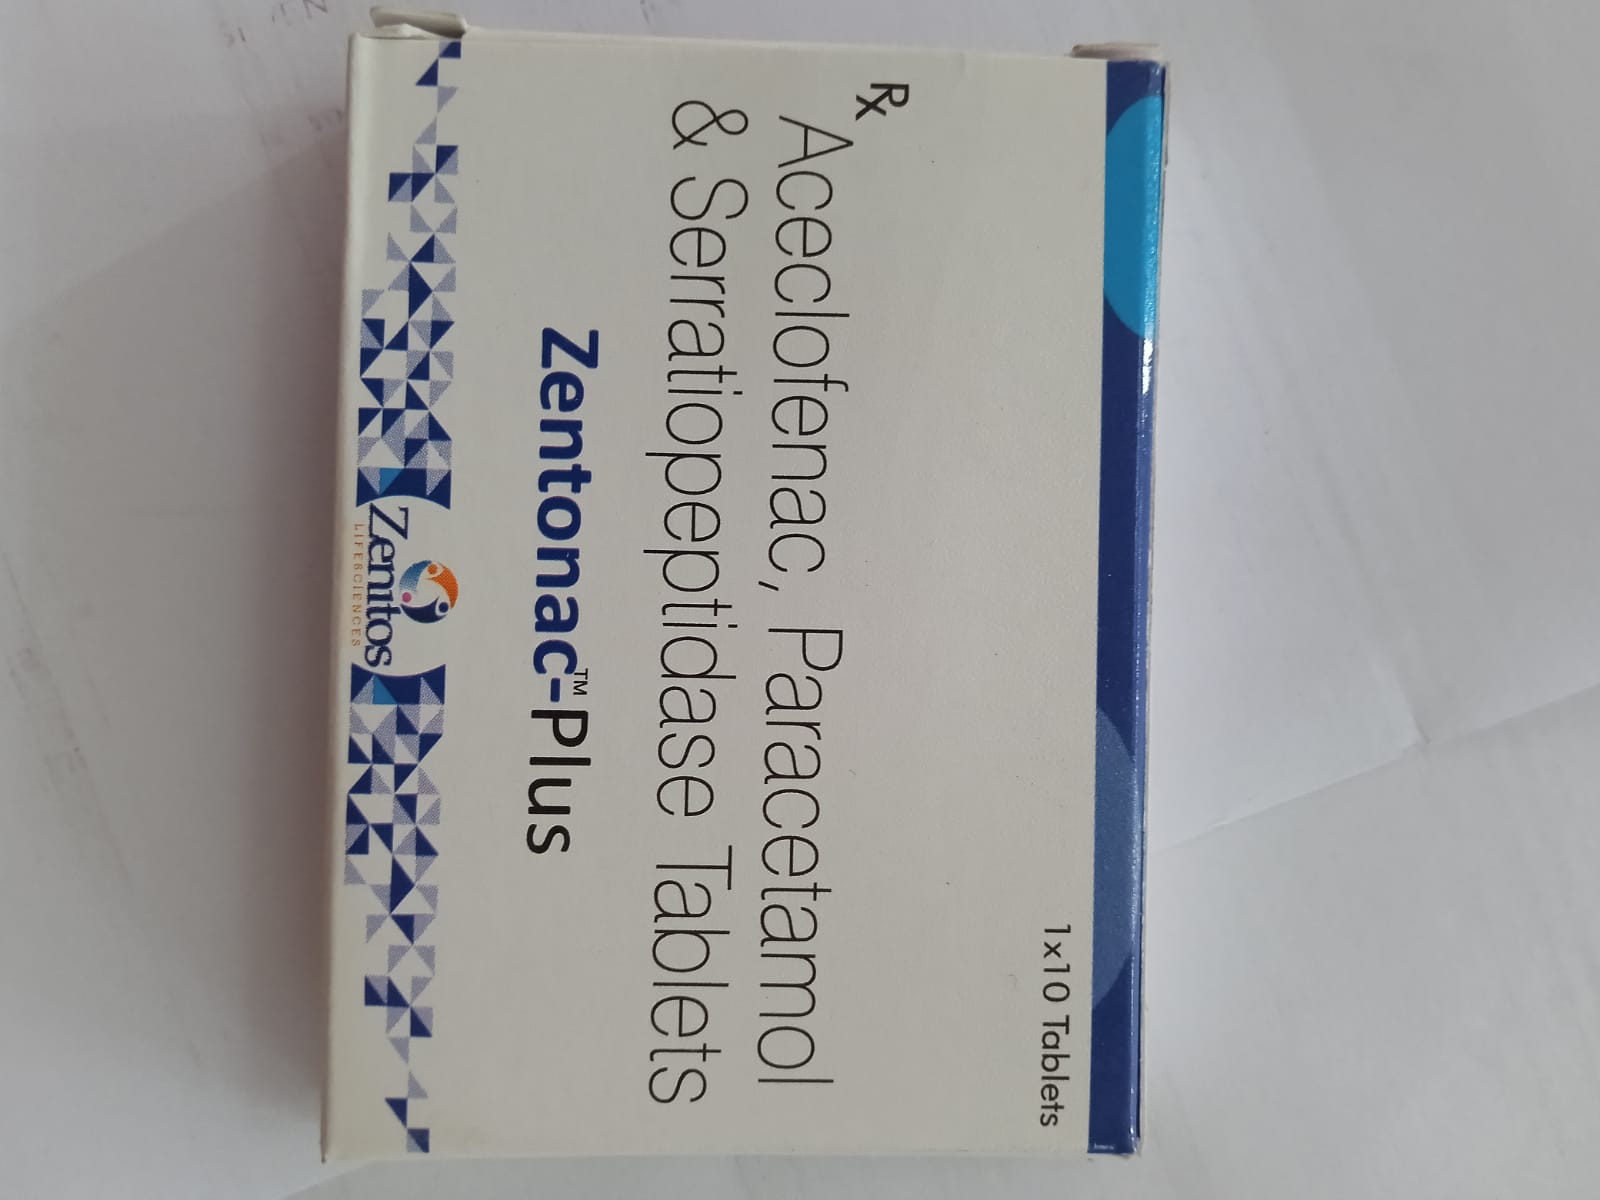 1x10 Tablets
Rx
Aceclofenac, Paracetamol
& Serratiopeptidase Tablets
Zentonac™-Plus
Zenitos
LIFESCIENCES